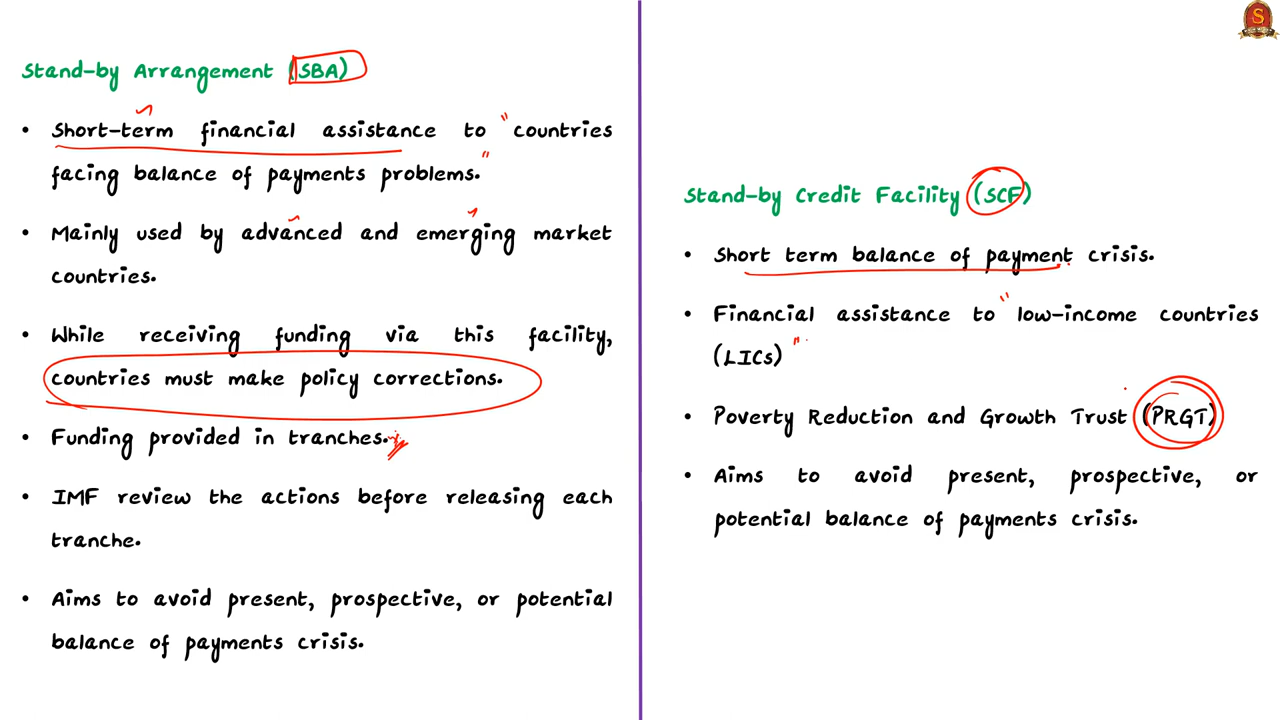 Stand-by Arrangement (SBA)
• Short-term financial assistance to "countries
facing balance of payments problems."
• Mainly used by advanced and emerging market
countries.
• While receiving funding via this facility,
countries must make policy corrections.
• Funding provided in tranches.
• IMF review the actions before releasing each
tranche.
• Aims to avoid present, prospective, or potential
balance of payments crisis.
Stand-by Credit Facility (SCF)
• Short term balance of payment crisis.
• Financial assistance to "low-income countries
(LICs)"
• Poverty Reduction and Growth Trust (PRGT)
• Aims to avoid present, prospective, or
potential balance of payments crisis.
S